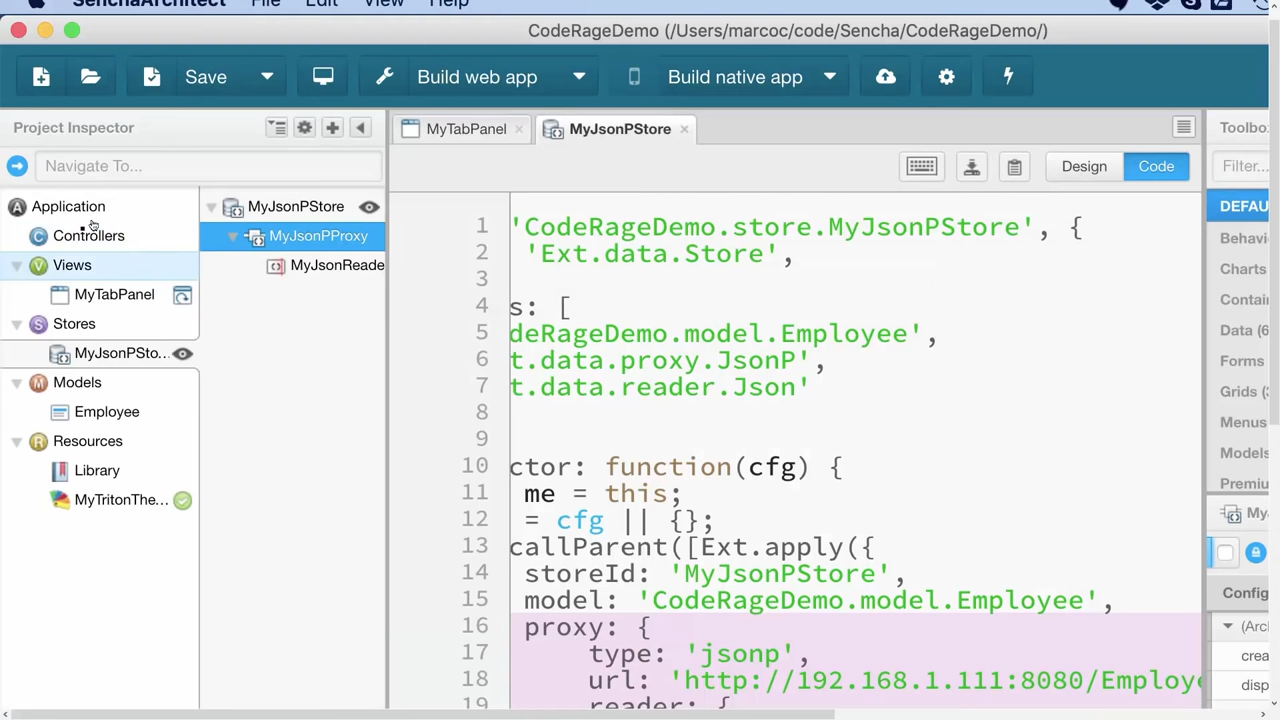 SenchaArchitect File Edit View Help
CodeRageDemo (/Users/marcoc/code/Sencha/CodeRageDemo/)
Save Build web app Build native app
Project Inspector
MyTabPanel × MyJsonPStore ×
Toolbo
Navigate To...
Design Code
Filter...
Application
Controllers
Views
MyTabPanel
Stores
MyJsonPSto...
Models
Employee
Resources
Library
MyTritonThe...
MyJsonPStore
MyJsonPProxy
MyJsonReade
1 'CodeRageDemo.store.MyJsonPStore', {
2 'Ext.data.Store',
3
4 s: [
5 deRageDemo.model.Employee',
6 t.data.proxy.JsonP',
7 t.data.reader.Json'
8
9
10 ctor: function(cfg) {
11 me = this;
12 = cfg || {};
13 callParent([Ext.apply({
14 storeId: 'MyJsonPStore',
15 model: 'CodeRageDemo.model.Employee',
16 proxy: {
17 type: 'jsonp',
18 url: 'http://192.168.1.111:8080/Employe
19 reader: {
DEFAU
Behavi
Charts
Contai
Data (6
Forms
Grids (3
Menus
Models
Premiu
My
Config
(Arc
crea
disp